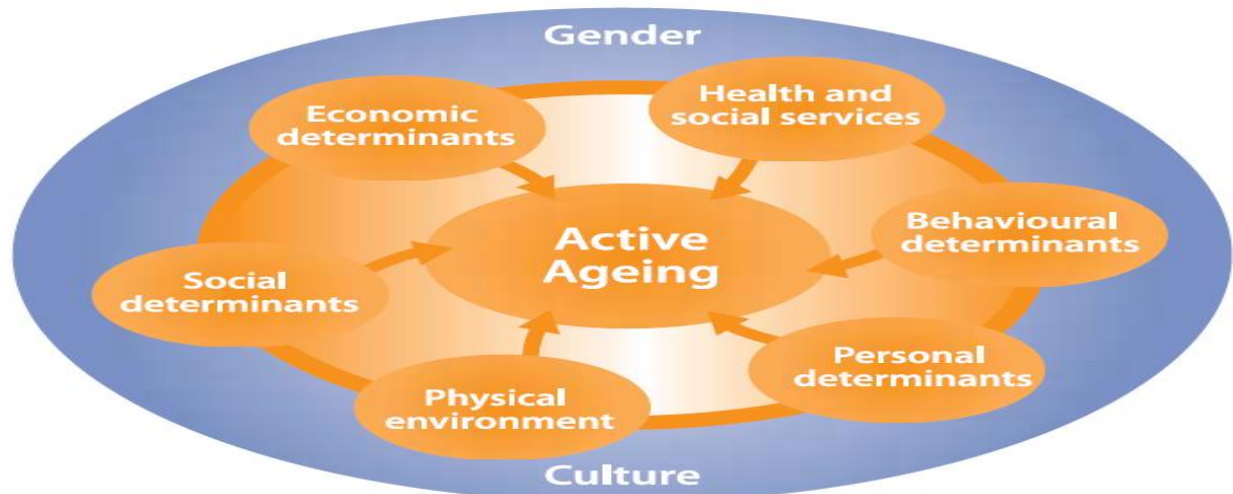 Gender
Economic
determinants
Health and
social services
Behavioural
determinants
Active
Ageing
Social
determinants
Personal
determinants
Physical
environment
Culture